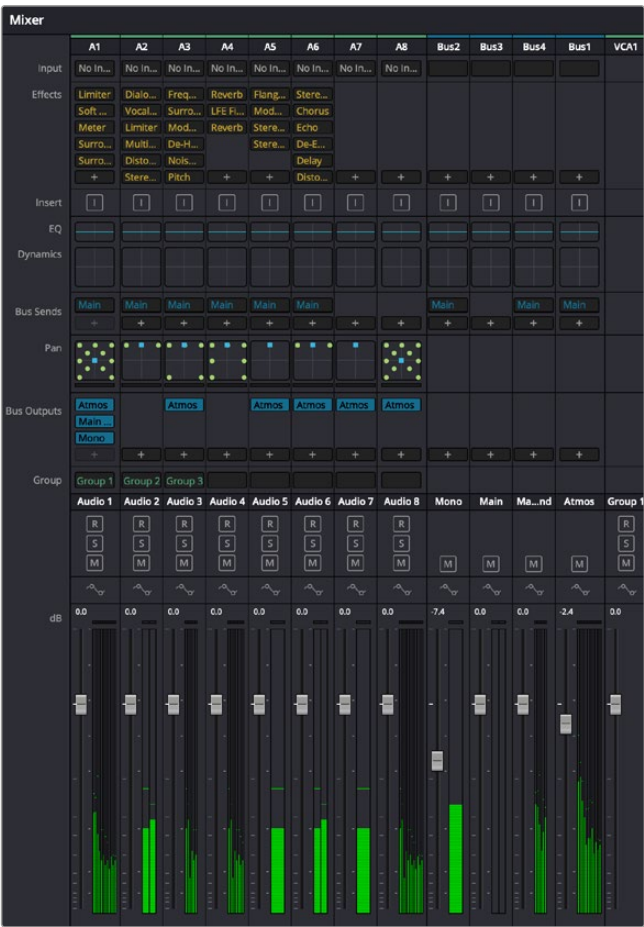 Mixer
A1 A2 A3 A4 A5 A6 A7 A8 Bus2 Bus3 Bus4 Bus1 VCA1
Input No In... No In... No In... No In... No In... No In... No In... No In...
Effects Limiter Dialo... Freq... Reverb Flang... Stere...
Soft ... Vocal... Surro... LFE Fi... Mod... Chorus
Meter Limiter Mod... Reverb Stere... Echo
Surro... Multi... De-H... Stere... De-E...
Surro... Disto... Nois... Delay
+ Stere... Pitch + + Disto... + + + + + +
Insert I I I I I I I I I I I I
EQ
Dynamics
Bus Sends Main Main Main Main Main Main Main Main Main
+ + + + + + + + + + + +
Pan
Bus Outputs Atmos Atmos Atmos Atmos Atmos Atmos
Main ...
Mono
+ + + + + + + + + + + +
Group Group 1 Group 2 Group 3
Audio 1 Audio 2 Audio 3 Audio 4 Audio 5 Audio 6 Audio 7 Audio 8 Mono Main Ma...nd Atmos Group 1
R R R R R R R R R
S S S S S S S S S
M M M M M M M M M M M M M
dB 0.0 0.0 0.0 0.0 0.0 0.0 0.0 0.0 -7.4 0.0 0.0 -2.4 0.0